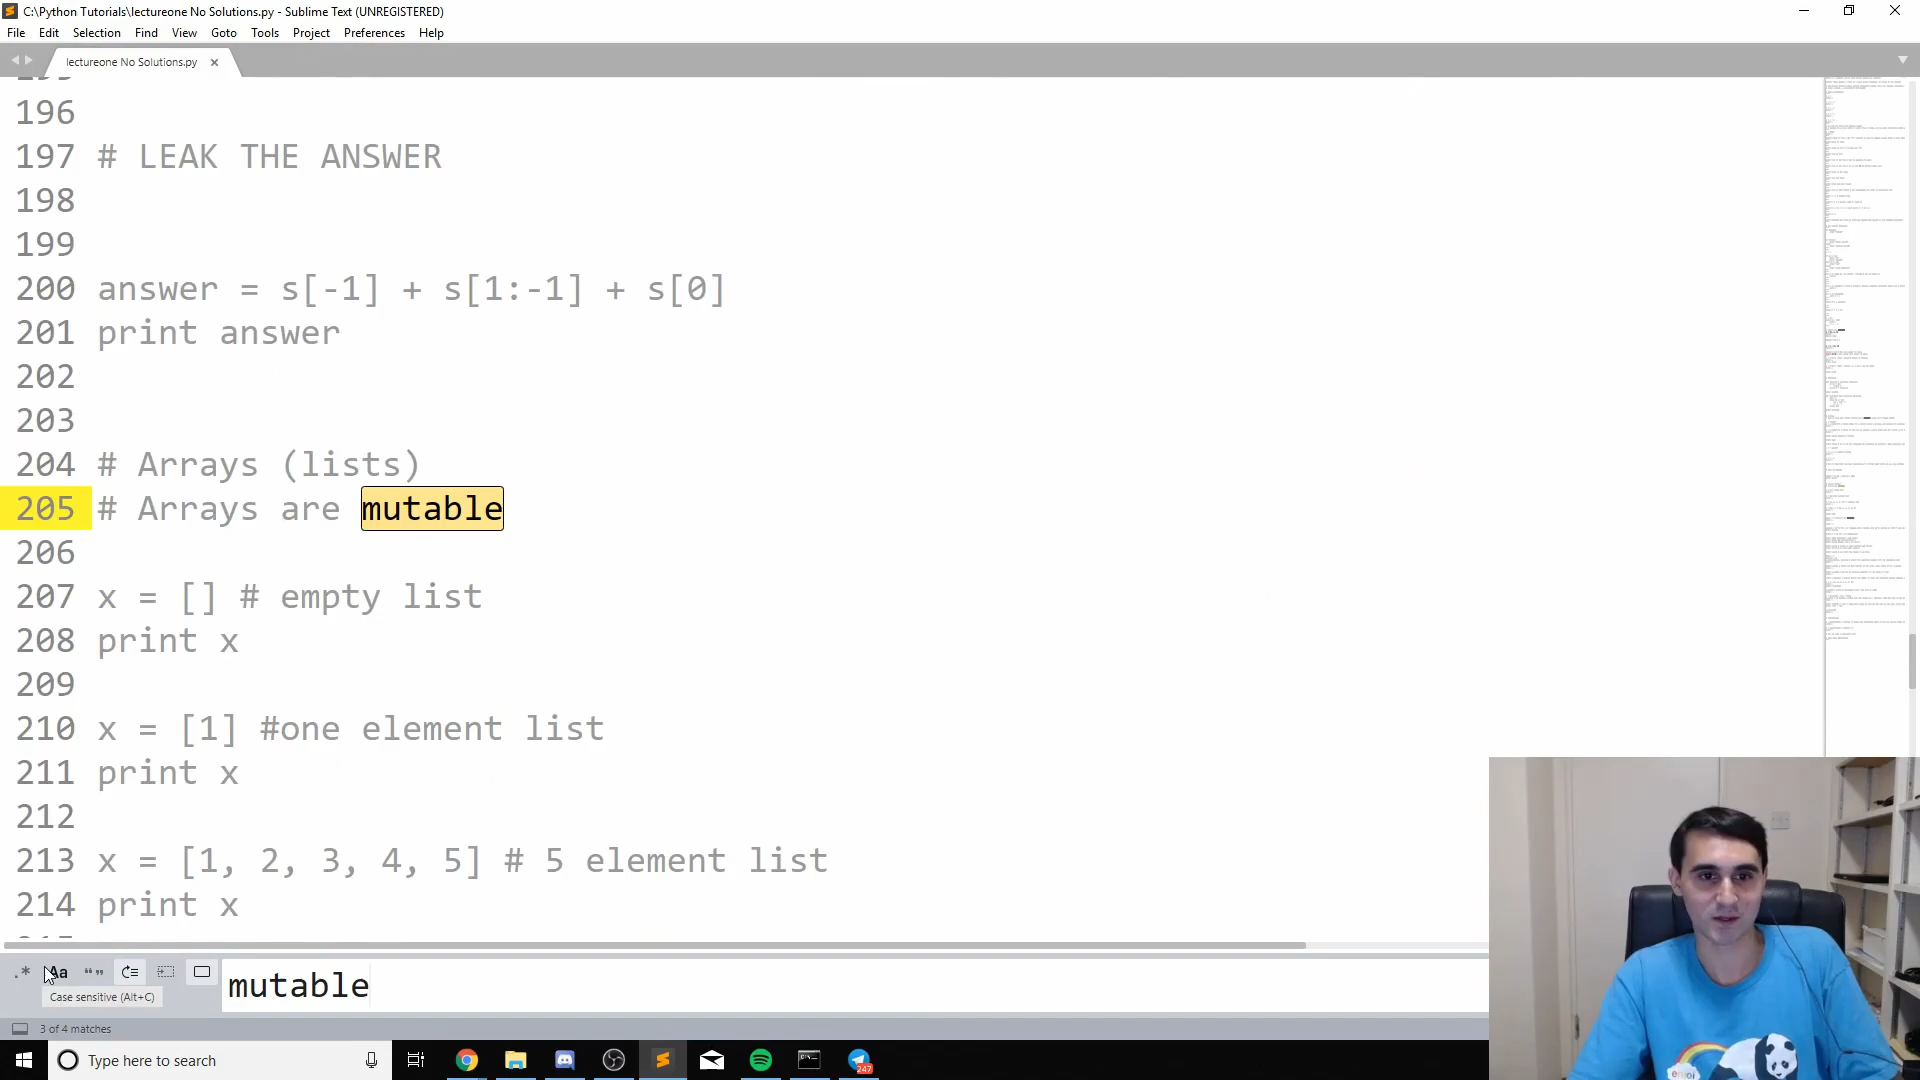 C:\Python Tutorials\lectureone No Solutions.py - Sublime Text (UNREGISTERED)
File Edit Selection Find View Goto Tools Project Preferences Help
lectureone No Solutions.py
196
197 # LEAK THE ANSWER
198
199
200 answer = s[-1] + s[1:-1] + s[0]
201 print answer
202
203
204 # Arrays (lists)
205 # Arrays are mutable
206
207 x = [] # empty list
208 print x
209
210 x = [1] #one element list
211 print x
212
213 x = [1, 2, 3, 4, 5] # 5 element list
214 print x
.* Aa “” mutable
Case sensitive (Alt+C)
3 of 4 matches
Type here to search
247
enjoi